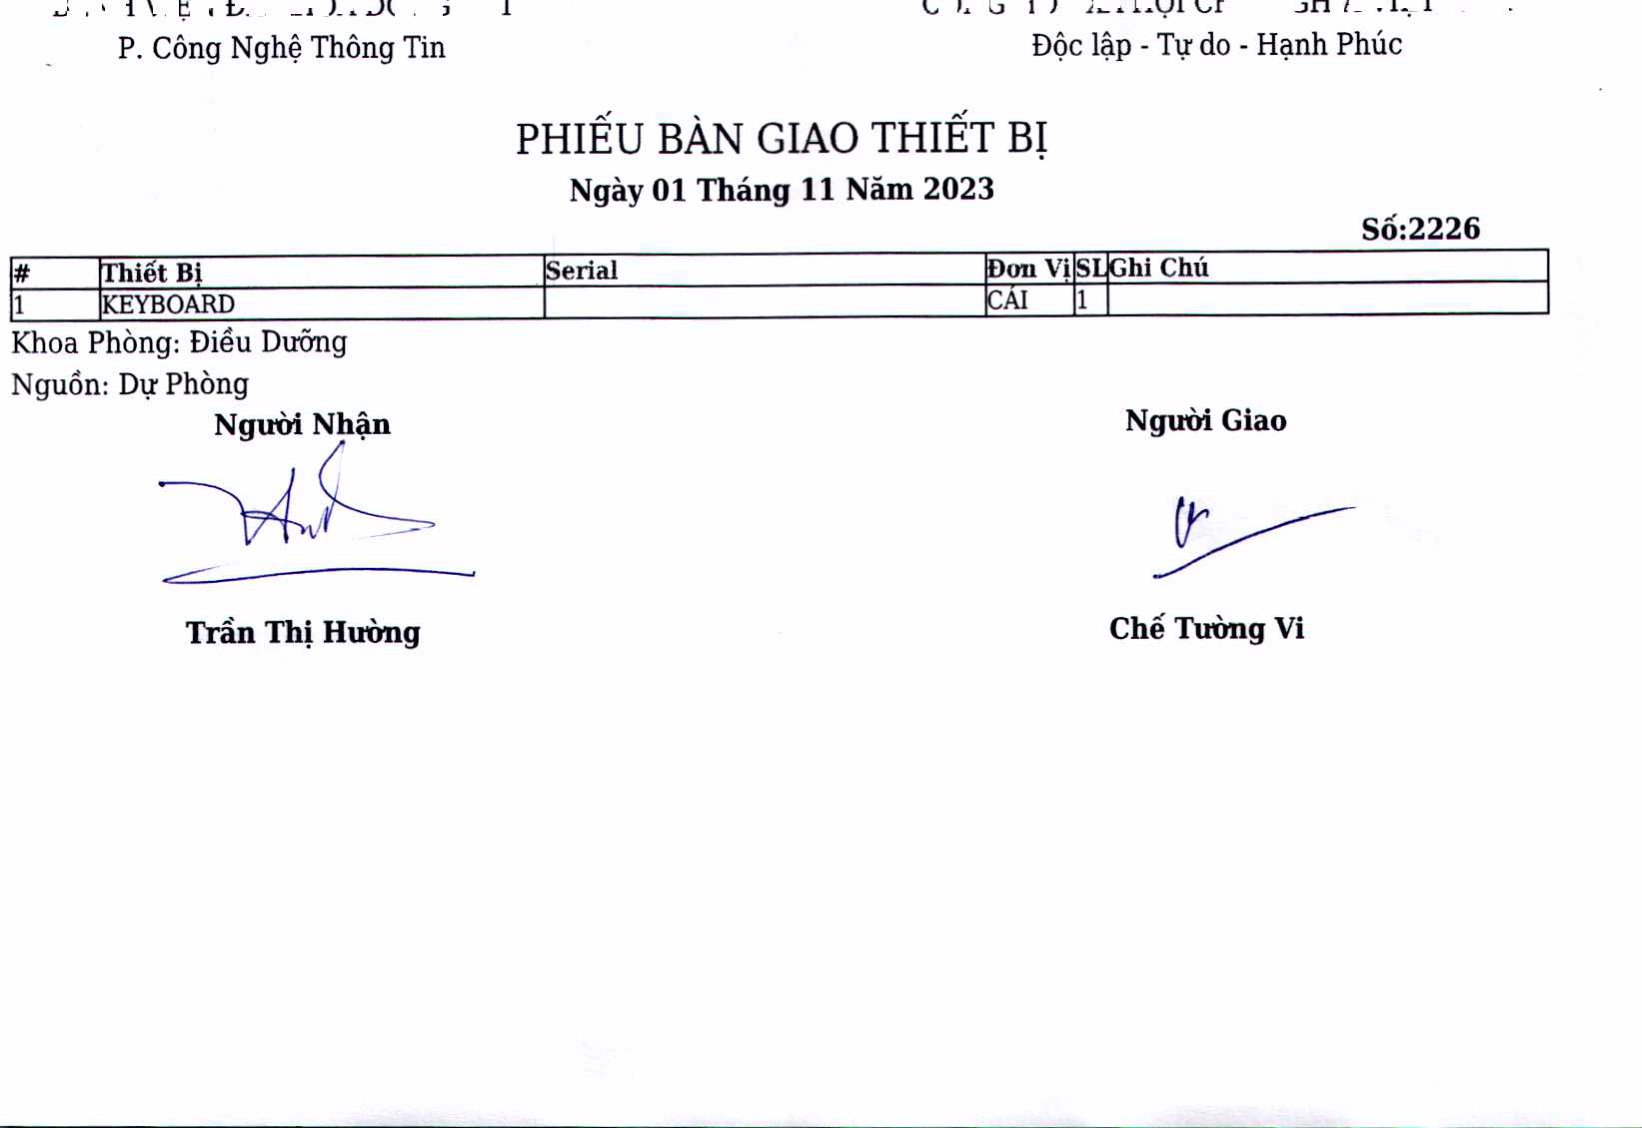 P. Công Nghệ Thông Tin
Độc lập - Tự do - Hạnh Phúc
PHIẾU BÀN GIAO THIẾT BỊ
Ngày 01 Tháng 11 Năm 2023
Số:2226
# Thiết Bị Serial Đơn Vị SL Ghi Chú
1 KEYBOARD CÁI 1
Khoa Phòng: Điều Dưỡng
Nguồn: Dự Phòng
Người Nhận Người Giao
Trần Thị Hường Chế Tường Vi